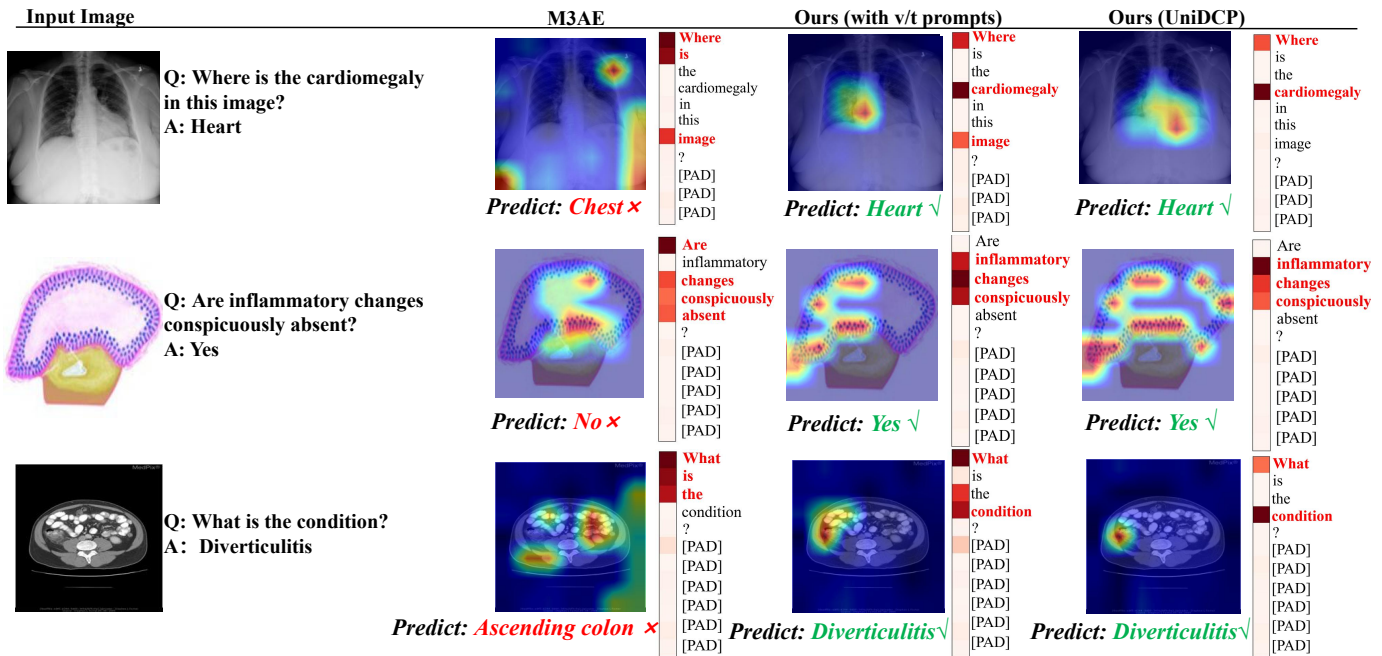 Input Image
M3AE
Ours (with v/t prompts)
Ours (UniDCP)
Q: Where is the cardiomegaly
in this image?
A: Heart
Where
is
the
cardiomegaly
in
this
image
?
[PAD]
[PAD]
[PAD]
Predict: Chest ×
Where
is
the
cardiomegaly
in
this
image
?
[PAD]
[PAD]
[PAD]
Predict: Heart √
Where
is
the
cardiomegaly
in
this
image
?
[PAD]
[PAD]
[PAD]
Predict: Heart √
Q: Are inflammatory changes
conspicuously absent?
A: Yes
Are
inflammatory
changes
conspicuously
absent
?
[PAD]
[PAD]
[PAD]
[PAD]
[PAD]
Predict: No ×
Are
inflammatory
changes
conspicuously
absent
?
[PAD]
[PAD]
[PAD]
[PAD]
[PAD]
Predict: Yes √
Are
inflammatory
changes
conspicuously
absent
?
[PAD]
[PAD]
[PAD]
[PAD]
[PAD]
Predict: Yes √
MedPix®
Q: What is the condition?
A: Diverticulitis
What
is
the
condition
?
[PAD]
[PAD]
[PAD]
[PAD]
[PAD]
[PAD]
Predict: Ascending colon ×
What
is
the
condition
?
[PAD]
[PAD]
[PAD]
[PAD]
[PAD]
[PAD]
Predict: Diverticulitis√
What
is
the
condition
?
[PAD]
[PAD]
[PAD]
[PAD]
[PAD]
[PAD]
Predict: Diverticulitis√